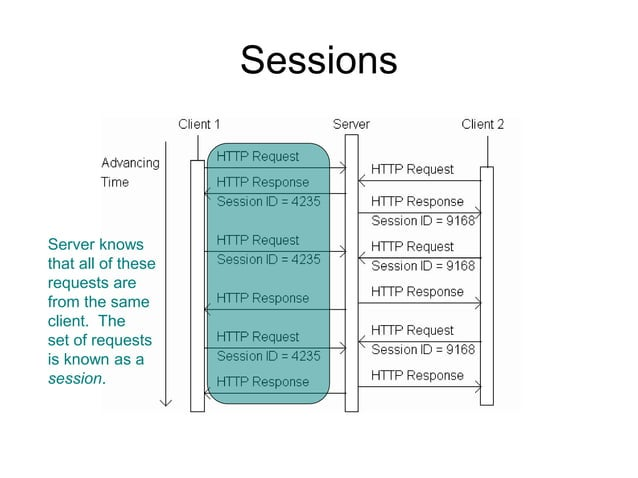 Sessions
Client 1
Server
Client 2
Advancing
Time
HTTP Request
HTTP Response
Session ID = 4235
HTTP Request
Session ID = 4235
HTTP Response
HTTP Request
Session ID = 4235
HTTP Response
HTTP Request
HTTP Response
Session ID = 9168
HTTP Request
Session ID = 9168
HTTP Response
HTTP Request
Session ID = 9168
HTTP Response
Server knows
that all of these
requests are
from the same
client. The
set of requests
is known as a
session.